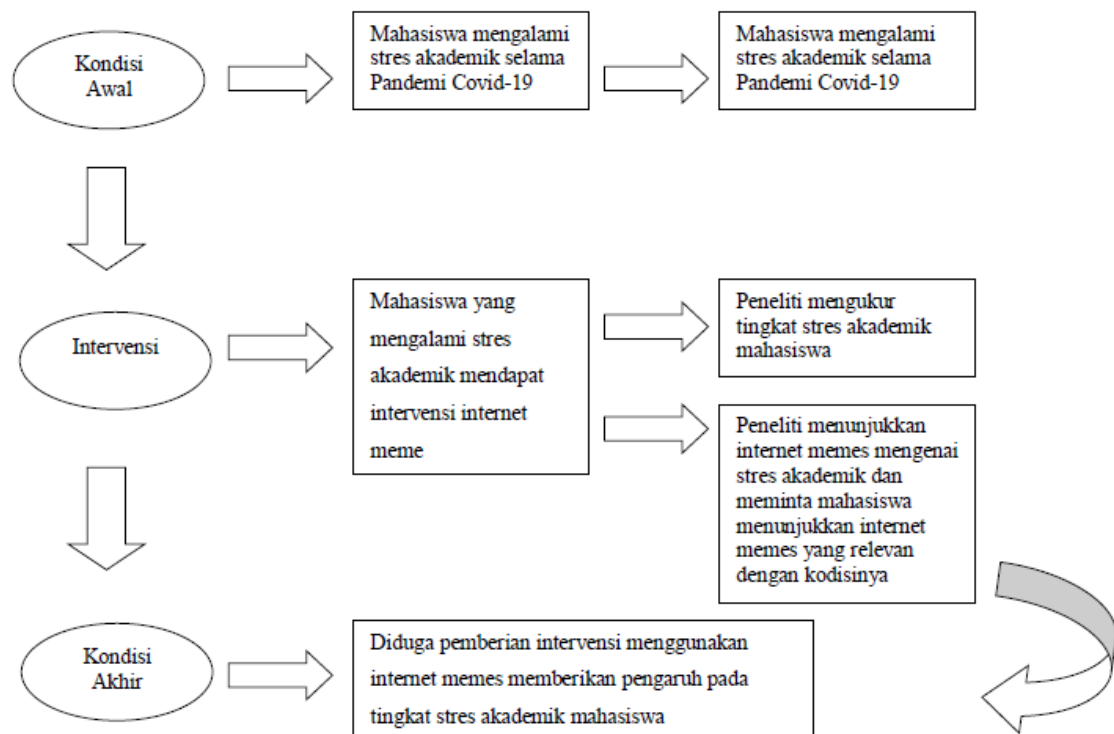 Kondisi
Awal
Mahasiswa mengalami
stres akademik selama
Pandemi Covid-19
Mahasiswa mengalami
stres akademik selama
Pandemi Covid-19
Intervensi
Mahasiswa yang
mengalami stres
akademik mendapat
intervensi internet
meme
Peneliti mengukur
tingkat stres akademik
mahasiswa
Peneliti menunjukkan
internet memes mengenai
stres akademik dan
meminta mahasiswa
menunjukkan internet
memes yang relevan
dengan kodisinya
Kondisi
Akhir
Diduga pemberian intervensi menggunakan
internet memes memberikan pengaruh pada
tingkat stres akademik mahasiswa